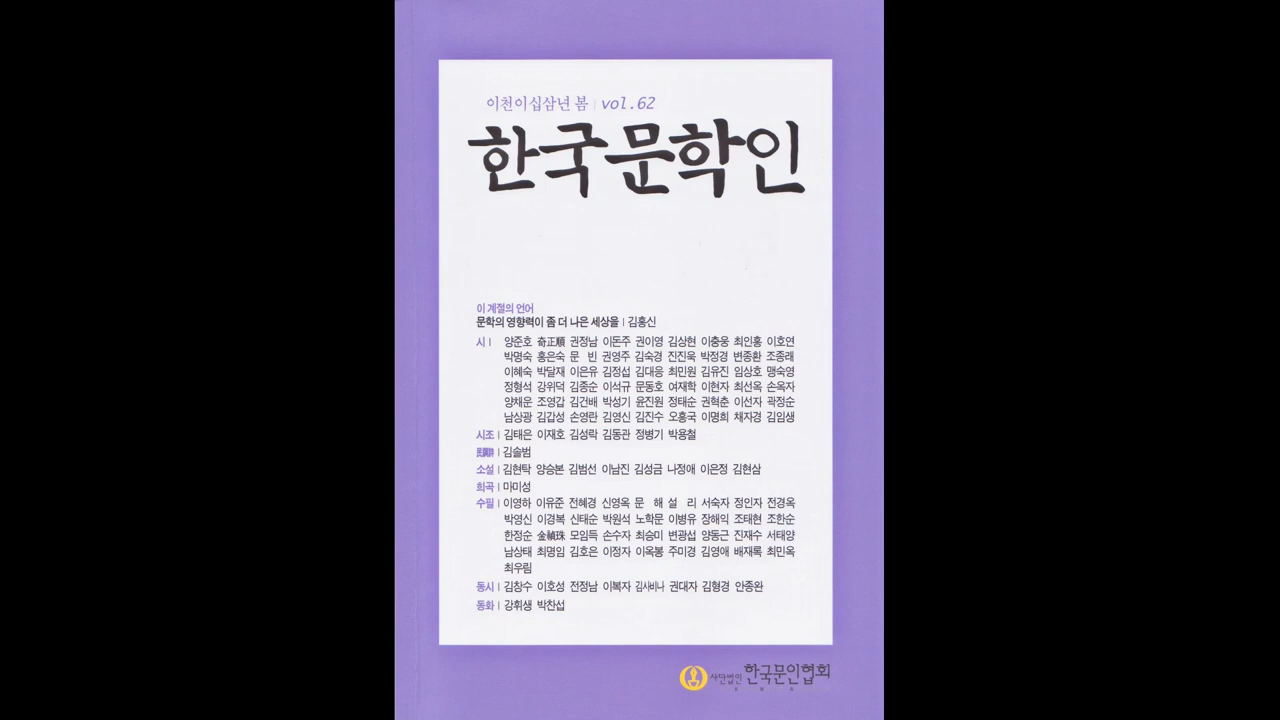 이천이십삼년 봄 | vol.62
한국문학인
이 계절의 언어
문학의 영향력이 좀 더 나은 세상을 | 김홍신
시 | 양준호 奇正順 권정남 이돈주 권이영 김상현 이충웅 최인홍 이호연
박명숙 홍은숙 문 빈 권영주 김숙경 진진욱 박정경 변종환 조종래
이혜숙 박달재 이은유 김정섭 김대응 최민원 김유진 임상호 맹숙영
정형석 강위덕 김종순 이석규 문동호 여재학 이현자 최선옥 손옥자
양채운 조영갑 김건배 박성기 윤진원 정태순 권혁춘 이선자 곽정순
남상광 김갑성 손영란 김영신 김진수 오흥국 이명희 채자경 김임생
시조 | 김태은 이재호 김성락 김동관 정병기 박용철
김솔범
소설 | 김현탁 양승본 김범선 이남진 김성금 나정애 이은정 김현삼
희곡 | 마미성
수필 | 이영하 이유준 전혜경 신영옥 문 해 설 리 서숙자 정인자 전경옥
박영신 이경복 신태순 박원석 노학문 이병유 장해익 조태현 조한순
한정순 金禎珠 모임득 손수자 최승미 변광섭 양동근 진재수 서태양
남상태 최명임 김호은 이정자 이옥봉 주미경 김영애 배재록 최민옥
최우림
동시 | 김창수 이호성 전정남 이복자 김사비나 권대자 김형경 안종완
동화 | 강휘생 박찬섭
사단법인 한국문인협회